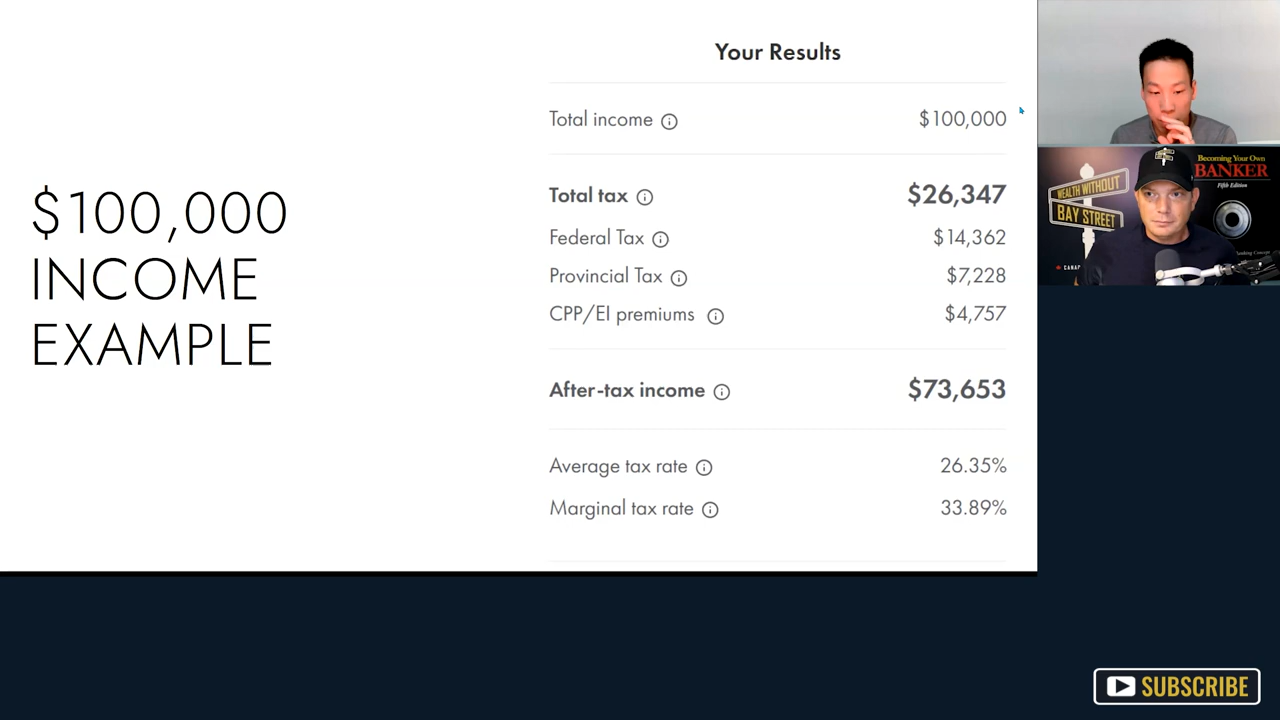 $100,000
INCOME
EXAMPLE
Your Results
Total income $100,000
Total tax $26,347
Federal Tax $14,362
Provincial Tax $7,228
CPP/EI premiums $4,757
After-tax income $73,653
Average tax rate 26.35%
Marginal tax rate 33.89%
WEALTH WITHOUT
BAY STREET
Becoming Your Own
BANKER
Fifth Edition
SUBSCRIBE